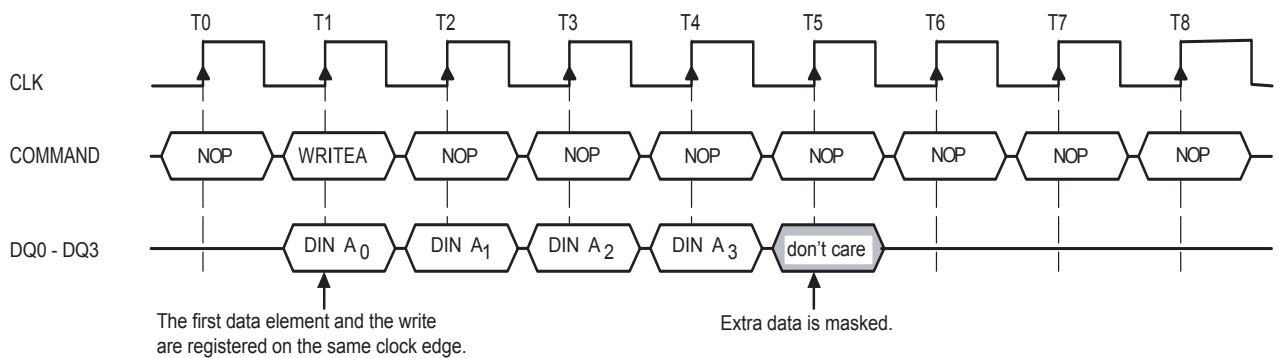 T0 T1 T2 T3 T4 T5 T6 T7 T8
CLK
COMMAND NOP WRITEA NOP NOP NOP NOP NOP NOP NOP
DQ0 - DQ3 DIN A0 DIN A1 DIN A2 DIN A3 don't care
The first data element and the write
are registered on the same clock edge.
Extra data is masked.